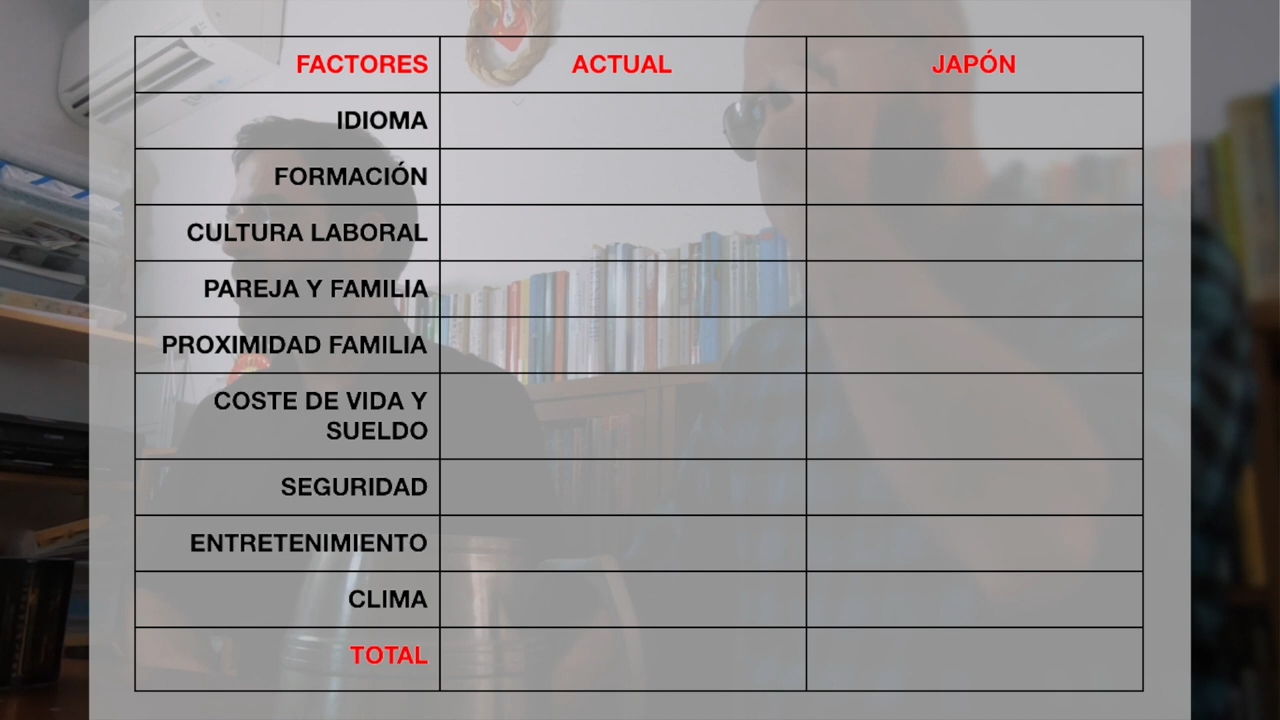 FACTORES ACTUAL JAPÓN
IDIOMA
FORMACIÓN
CULTURA LABORAL
PAREJA Y FAMILIA
PROXIMIDAD FAMILIA
COSTE DE VIDA Y
SUELDO
SEGURIDAD
ENTRETENIMIENTO
CLIMA
TOTAL